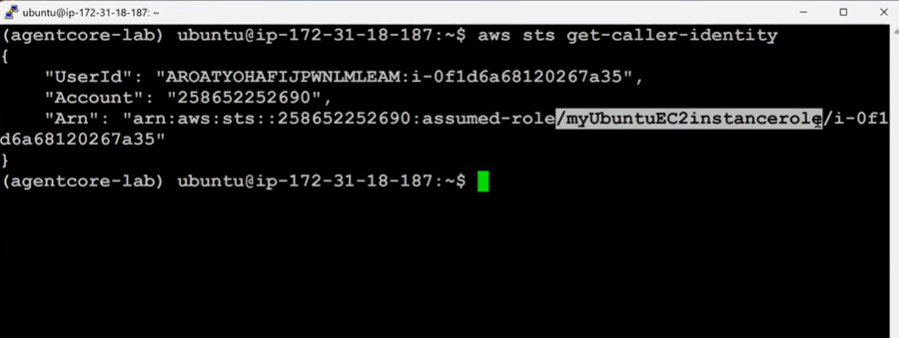 ubuntu@ip-172-31-18-187: ~
(agentcore-lab) ubuntu@ip-172-31-18-187:~$ aws sts get-caller-identity
{
    "UserId": "AROATYOHAFIJPWNLMLEAM:i-0f1d6a68120267a35",
    "Account": "258652252690",
    "Arn": "arn:aws:sts::258652252690:assumed-role/myUbuntuEC2instancerole/i-0f1
d6a68120267a35"
}
(agentcore-lab) ubuntu@ip-172-31-18-187:~$